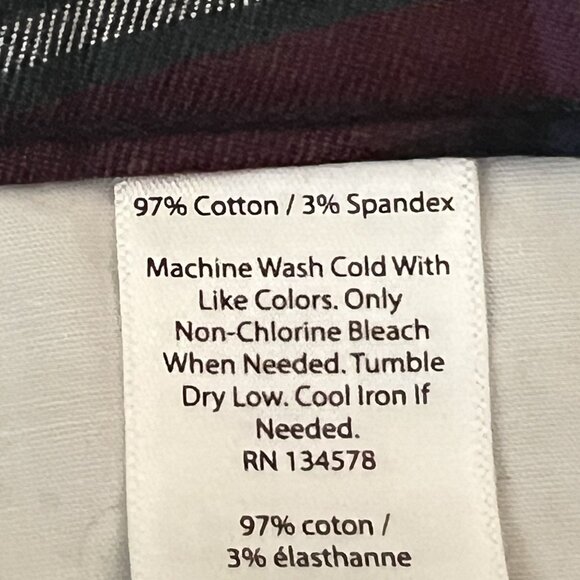 97% Cotton / 3% Spandex
Machine Wash Cold With
Like Colors. Only
Non-Chlorine Bleach
When Needed. Tumble
Dry Low. Cool Iron If
Needed.
RN 134578
97% coton /
3% élasthanne